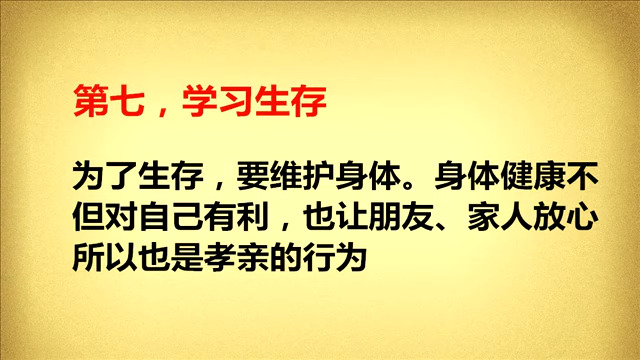 第七，学习生存
为了生存，要维护身体。身体健康不
但对自己有利，也让朋友、家人放心
所以也是孝亲的行为